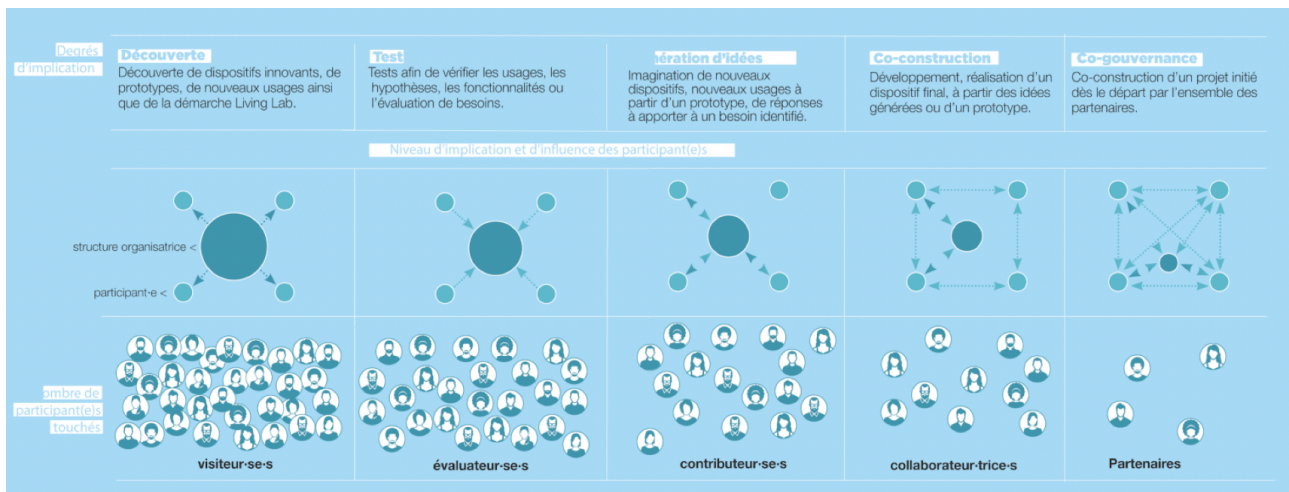 Degrés
d'implication
Découverte
Découverte de dispositifs innovants, de
prototypes, de nouveaux usages ainsi
que de la démarche Living Lab.
Test
Tests afin de vérifier les usages, les
hypothèses, les fonctionnalités ou
l'évaluation de besoins.
nération d'idées
Imagination de nouveaux
dispositifs, nouveaux usages à
partir d'un prototype, de réponses
à apporter à un besoin identifié.
Co-construction
Développement, réalisation d'un
dispositif final, à partir des idées
générées ou d'un prototype.
Co-gouvernance
Co-construction d'un projet initié
dès le départ par l'ensemble des
partenaires.
Niveau d'implication et d'influence des participant(e)s
structure organisatrice <
participant·e <
ombre de
participant(e)s
touchés
visiteur·se·s
évaluateur·se·s
contributeur·se·s
collaborateur·trice·s
Partenaires